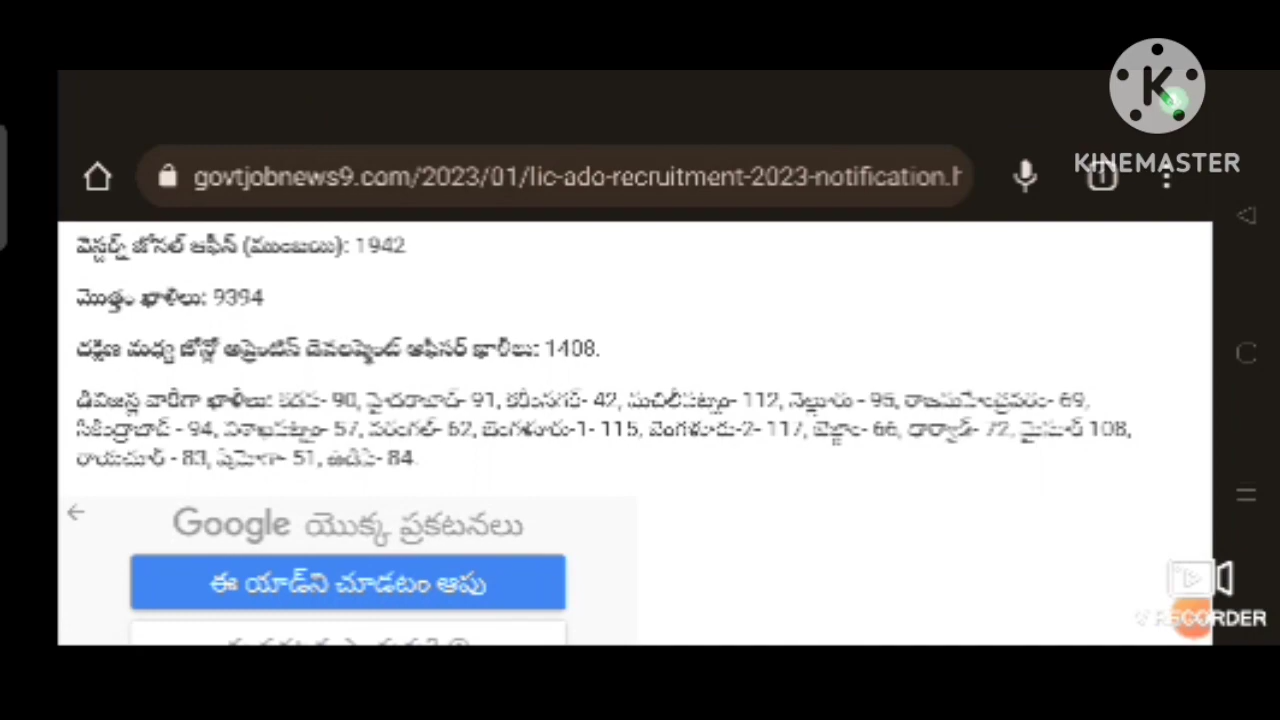 KINEMASTER
govtjobnews9.com/2023/01/lic-ado-recruitment-2023-notification.h
వెస్టర్న్ జోనల్ ఆఫీస్ (ముంబయి): 1942
మొత్తం ఖాళీలు: 9394
దక్షిణ మధ్య జోన్లో అప్రెంటిస్ డెవలప్మెంట్ ఆఫీసర్ ఖాళీలు: 1408.
డివిజన్ల వారీగా ఖాళీలు: కడప- 90, హైదరాబాద్- 91, కరీంనగర్- 42, మచిలీపట్నం- 112, నెల్లూరు - 95, రాజమహేంద్రవరం- 69,
సికింద్రాబాద్ - 94, విశాఖపట్నం- 57, వరంగల్- 62, బెంగళూరు-1- 115, బెంగళూరు-2- 117, బెల్గాం- 66, ధార్వాడ్- 72, మైసూర్ 108,
రాయచూర్ - 83, షిమోగా- 51, ఉడిపి- 84.
Google యొక్క ప్రకటనలు
ఈ యాడ్‌ని చూడటం ఆపు
RECORDER